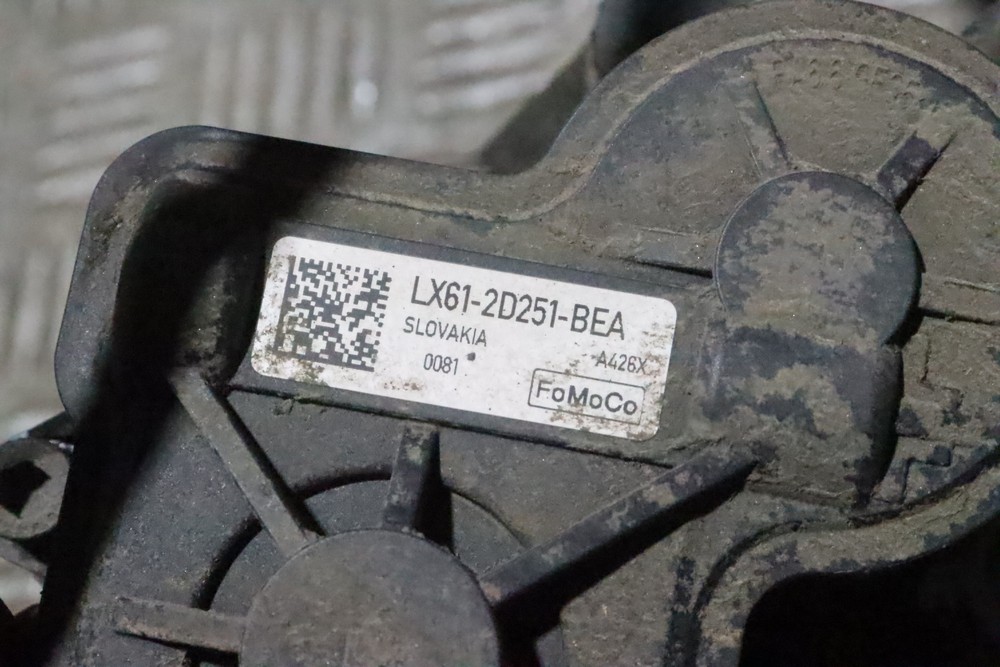 LX61-2D251-BEA
SLOVAKIA
0081
A426X
FoMoCo